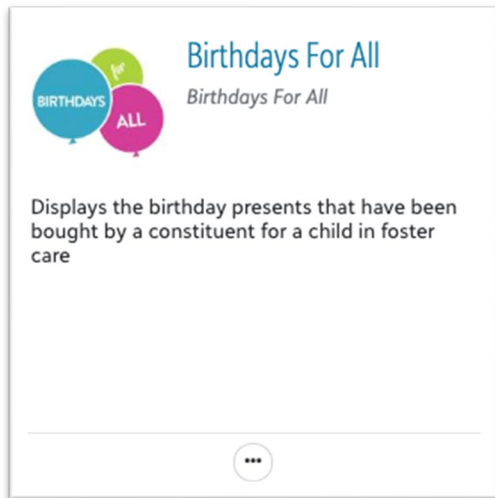 Birthdays For All
Birthdays For All
for
BIRTHDAYS
ALL
Displays the birthday presents that have been
bought by a constituent for a child in foster
care